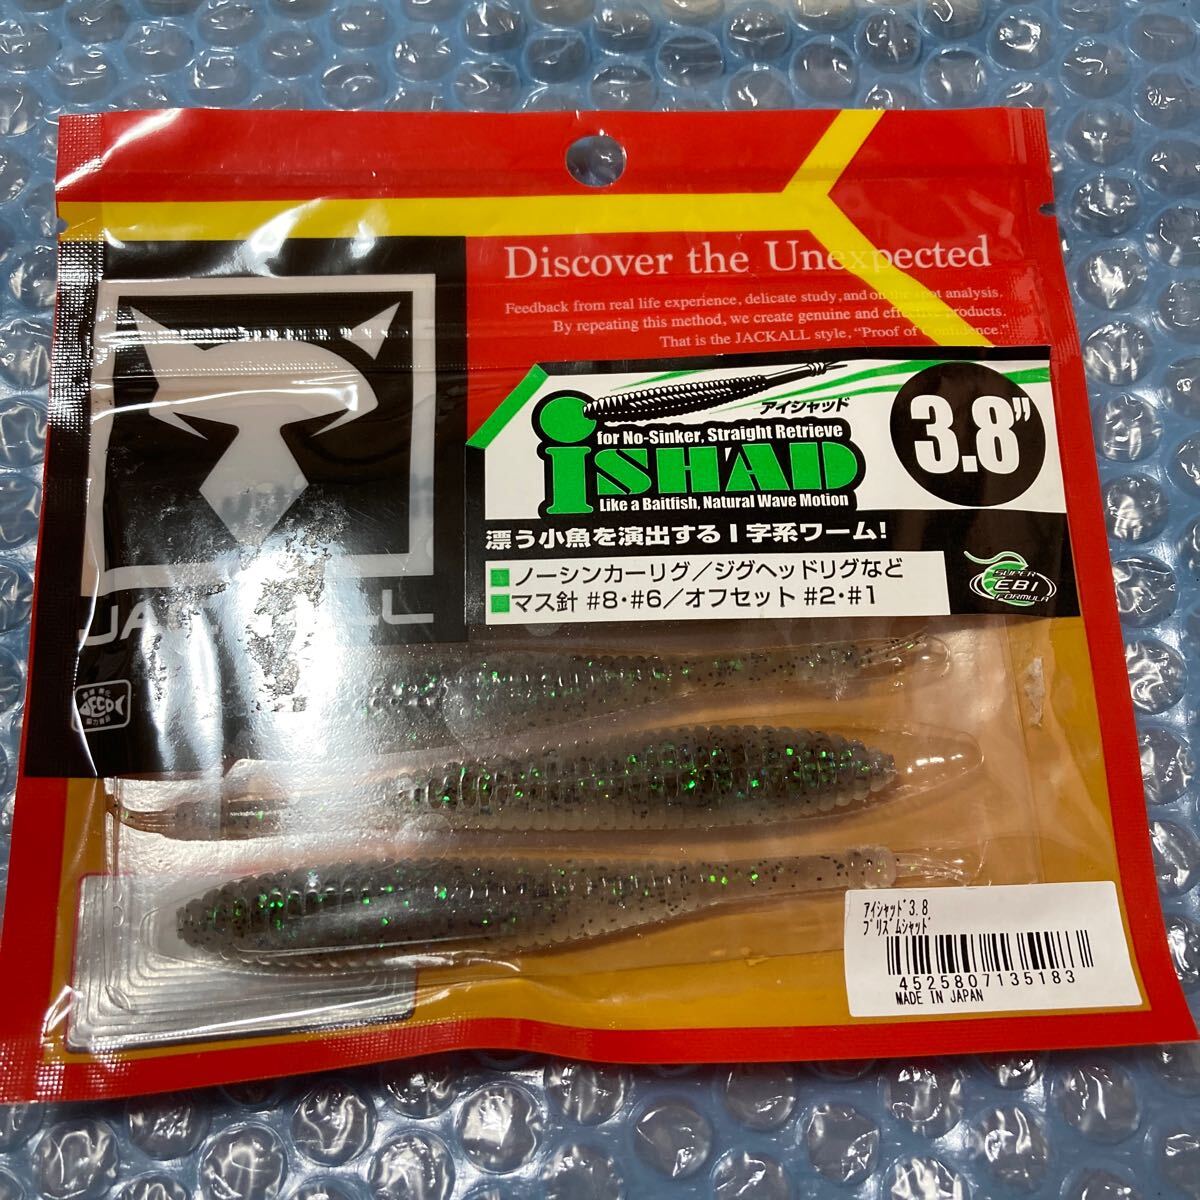 Discover the Unexpected
Feedback from real life experience, delicate study, and on the spot analysis.
By repeating this method, we create genuine and effective products.
That is the JACKALL style, "Proof of Confidence."
アイシャッド
3.8"
for No-Sinker, Straight Retrieve
iSHAD
Like a Baitfish, Natural Wave Motion
漂う小魚を演出するI字系ワーム!
ノーシンカーリグ/ジグヘッドリグなど
マス針 #8・#6/オフセット #2・#1
SUPER
EBI
FORMULA
JACKALL
ECO
ｱｲｼｬｯﾄﾞ3.8
ﾌﾟﾘｽﾞﾑｼｬｯﾄﾞ
4525807135183
MADE IN JAPAN